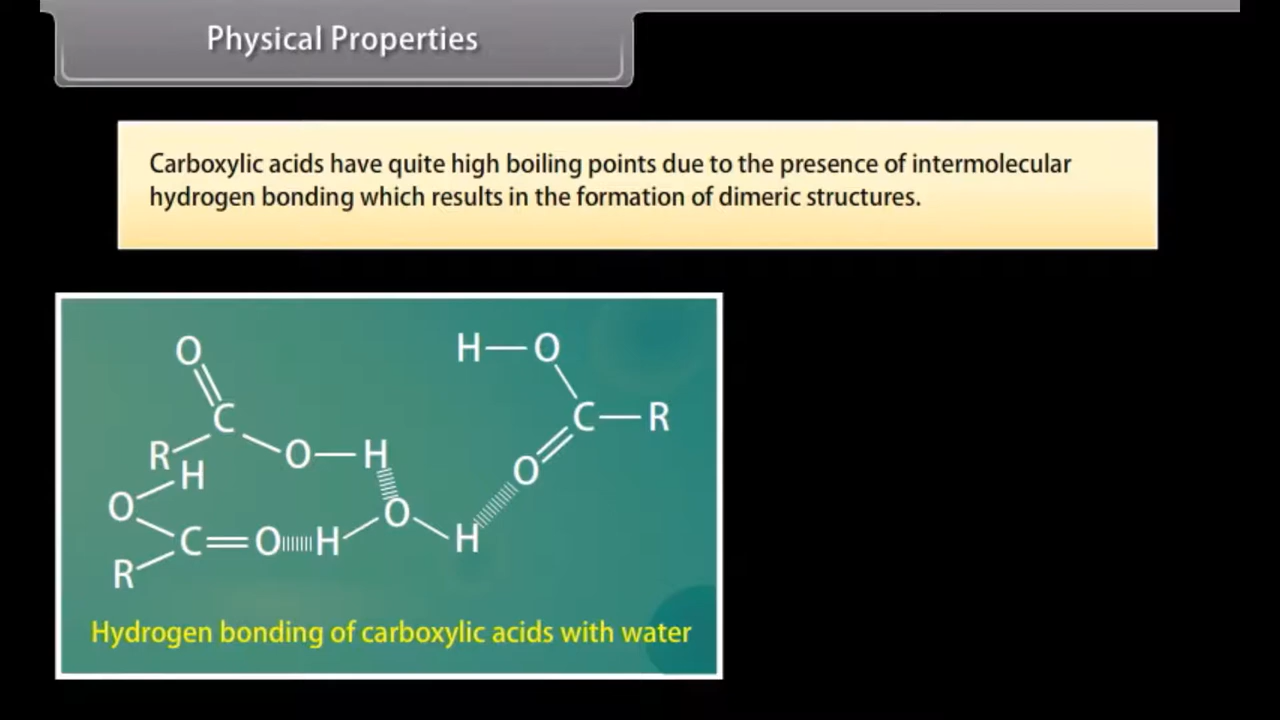 Physical Properties
Carboxylic acids have quite high boiling points due to the presence of intermolecular
hydrogen bonding which results in the formation of dimeric structures.
O
H O
C
C R
R
O H
H
O
O
O
C O H
H
R
Hydrogen bonding of carboxylic acids with water